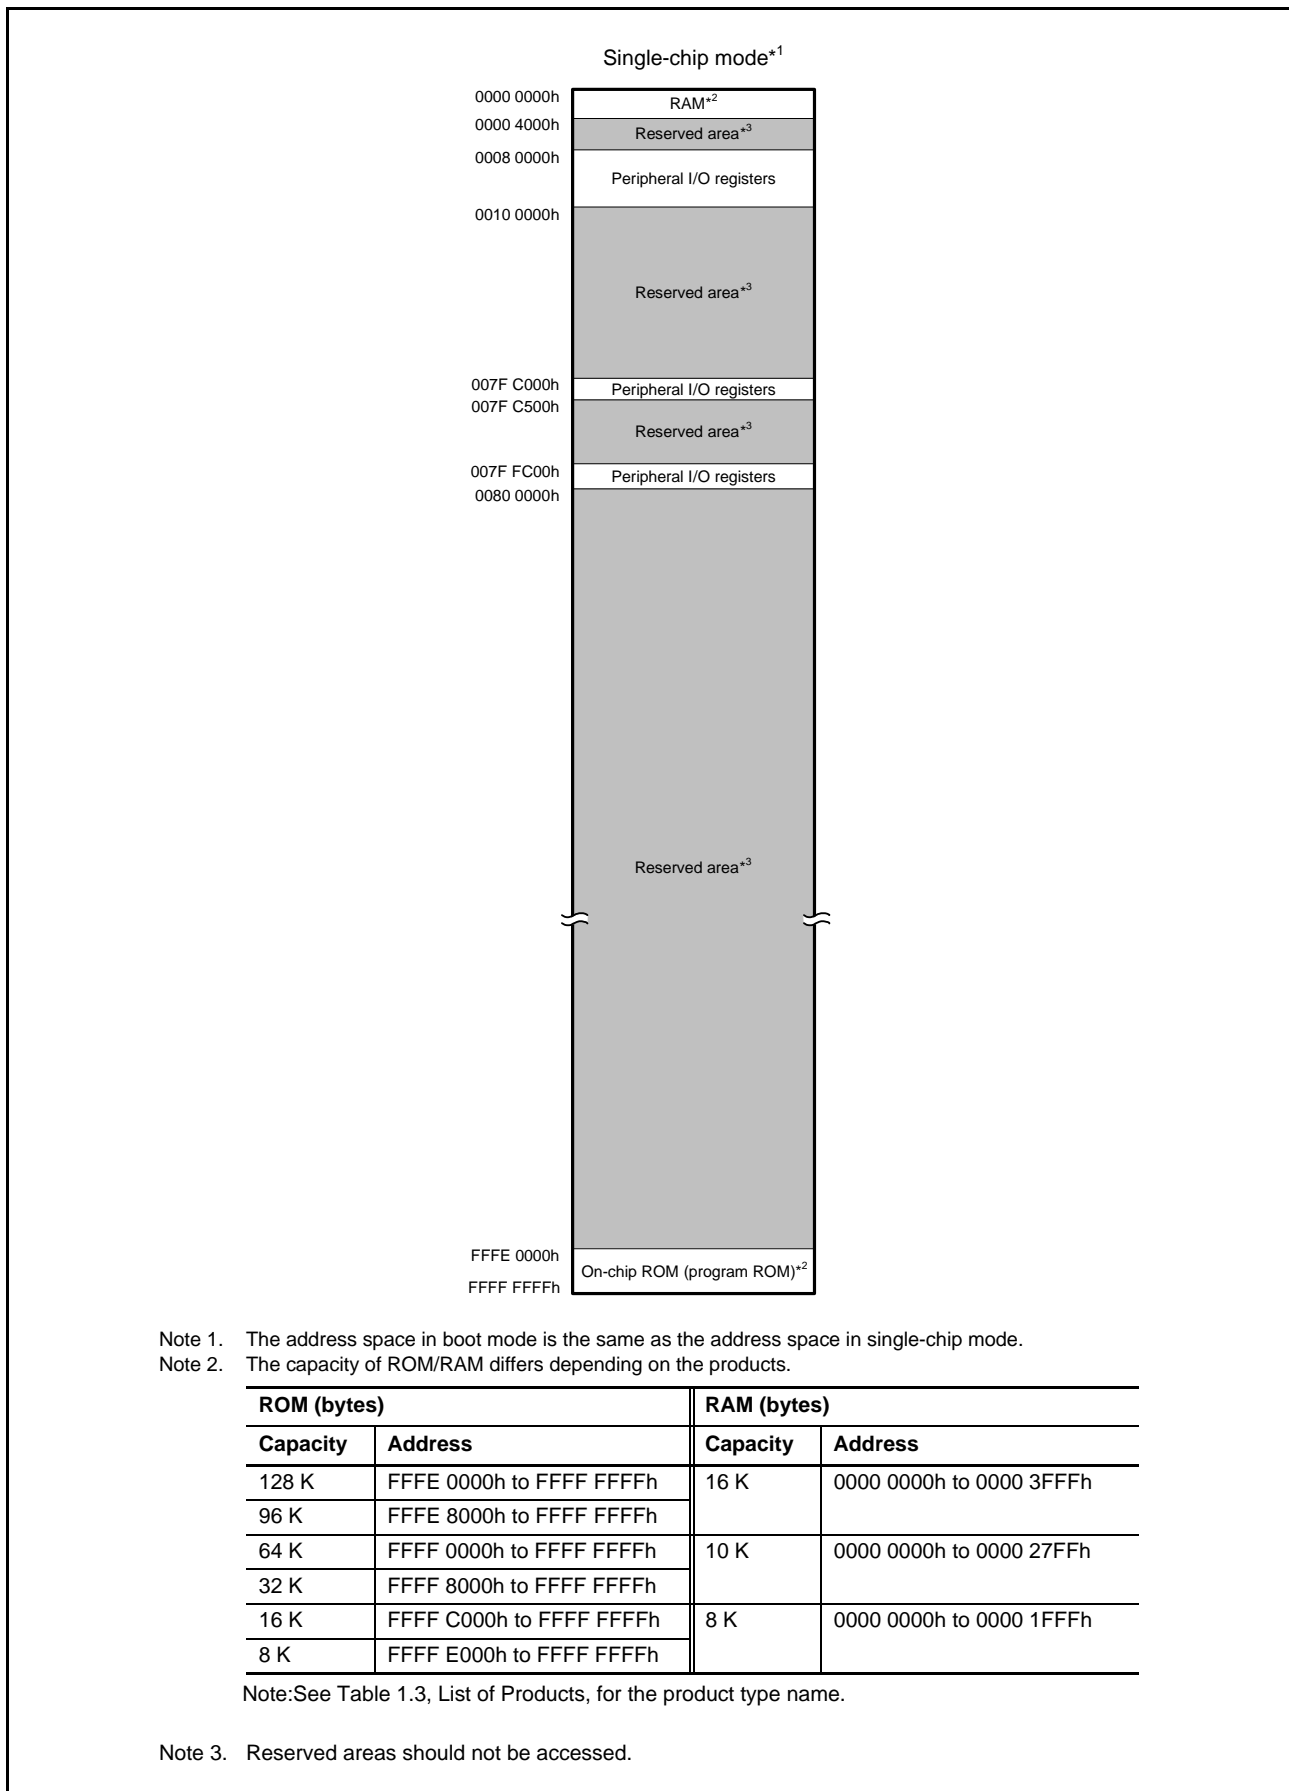 Single-chip mode*1
0000 0000h
RAM*2
0000 4000h
Reserved area*3
0008 0000h
Peripheral I/O registers
0010 0000h
Reserved area*3
007F C000h
Peripheral I/O registers
007F C500h
Reserved area*3
007F FC00h
Peripheral I/O registers
0080 0000h
Reserved area*3
FFFE 0000h
On-chip ROM (program ROM)*2
FFFF FFFFh
Note 1. The address space in boot mode is the same as the address space in single-chip mode.
Note 2. The capacity of ROM/RAM differs depending on the products.
ROM (bytes) RAM (bytes)
Capacity Address Capacity Address
128 K FFFE 0000h to FFFF FFFFh 16 K 0000 0000h to 0000 3FFFh
96 K FFFE 8000h to FFFF FFFFh
64 K FFFF 0000h to FFFF FFFFh 10 K 0000 0000h to 0000 27FFh
32 K FFFF 8000h to FFFF FFFFh
16 K FFFF C000h to FFFF FFFFh 8 K 0000 0000h to 0000 1FFFh
8 K FFFF E000h to FFFF FFFFh
Note:See Table 1.3, List of Products, for the product type name.
Note 3. Reserved areas should not be accessed.